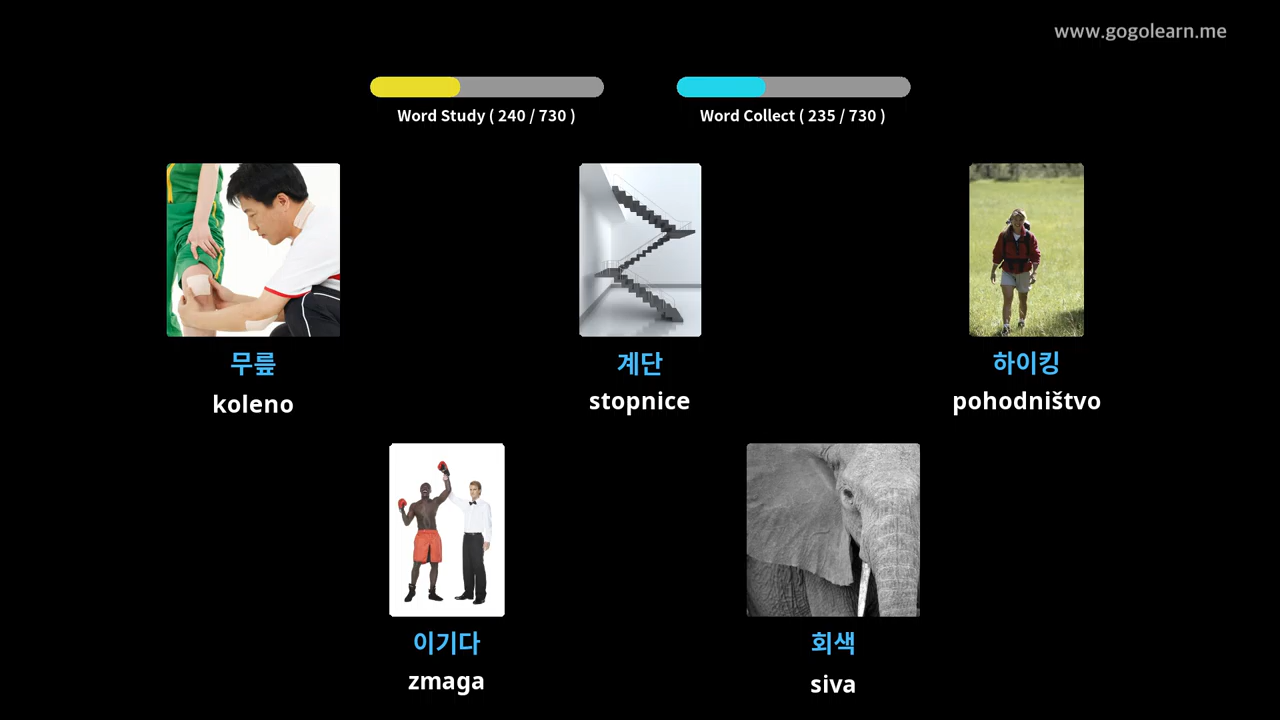 www.gogolearn.me
Word Study ( 240 / 730 )
Word Collect ( 235 / 730 )
무릎
계단
하이킹
koleno
stopnice
pohodništvo
이기다
회색
zmaga
siva